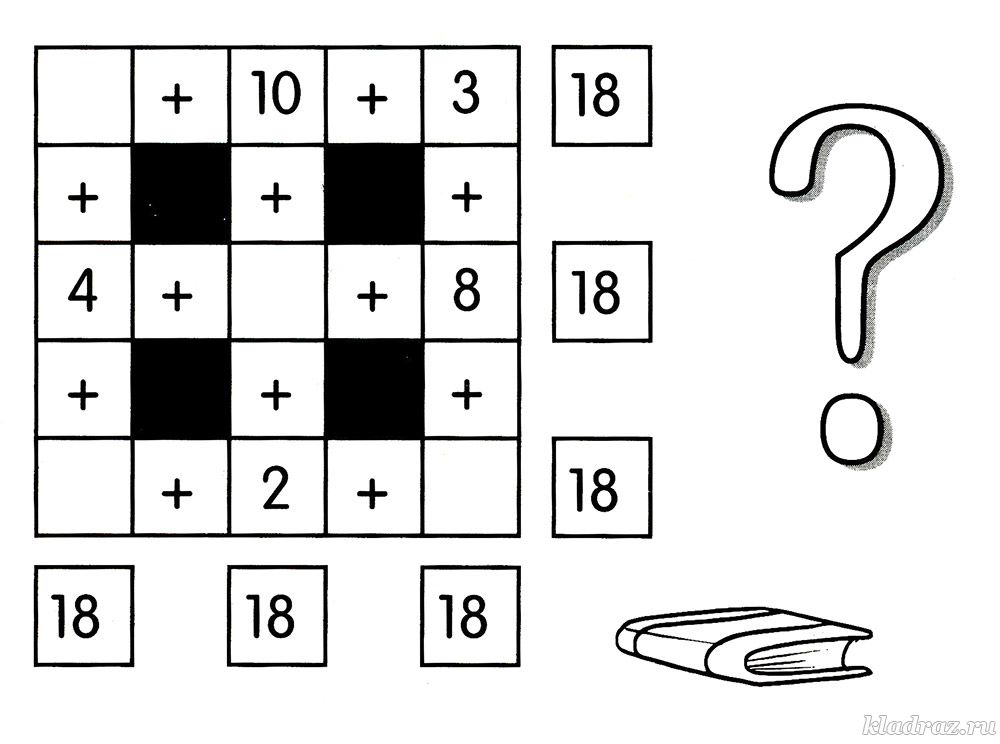 + 10 + 3 18
+ + +
4 + + 8 18
+ + +
+ 2 + 18
18 18 18
?
kladraz.ru